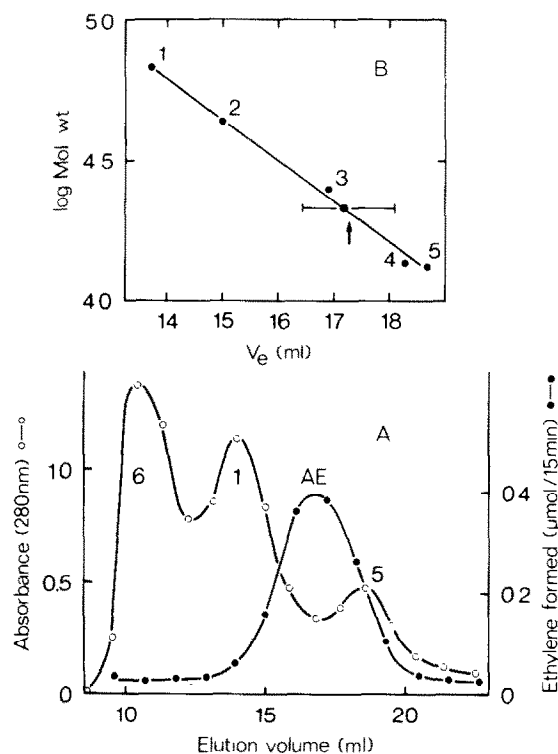 50
B
1
2
log Mol wt
45
3
4
5
40
14 15 16 17 18
Ve (ml)
A
Absorbance (280nm)
10
05
0
6
1
AE
5
04
02
0
Ethylene formed (μmol/15min)
10 15 20
Elution volume (ml)